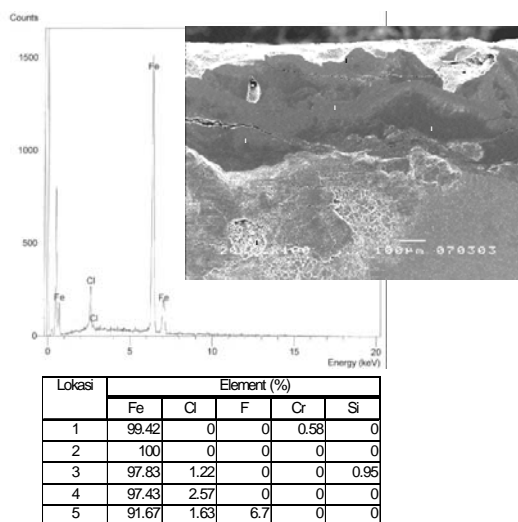 Counts
1500
1000
500
0
Fe
Fe
Cl
Cl
Fe
0 5 10 15 20
Energy (keV)
100µm 070303
Lokasi Element (%)
Fe Cl F Cr Si
1 99.42 0 0 0.58 0
2 100 0 0 0 0
3 97.83 1.22 0 0 0.95
4 97.43 2.57 0 0 0
5 91.67 1.63 6.7 0 0